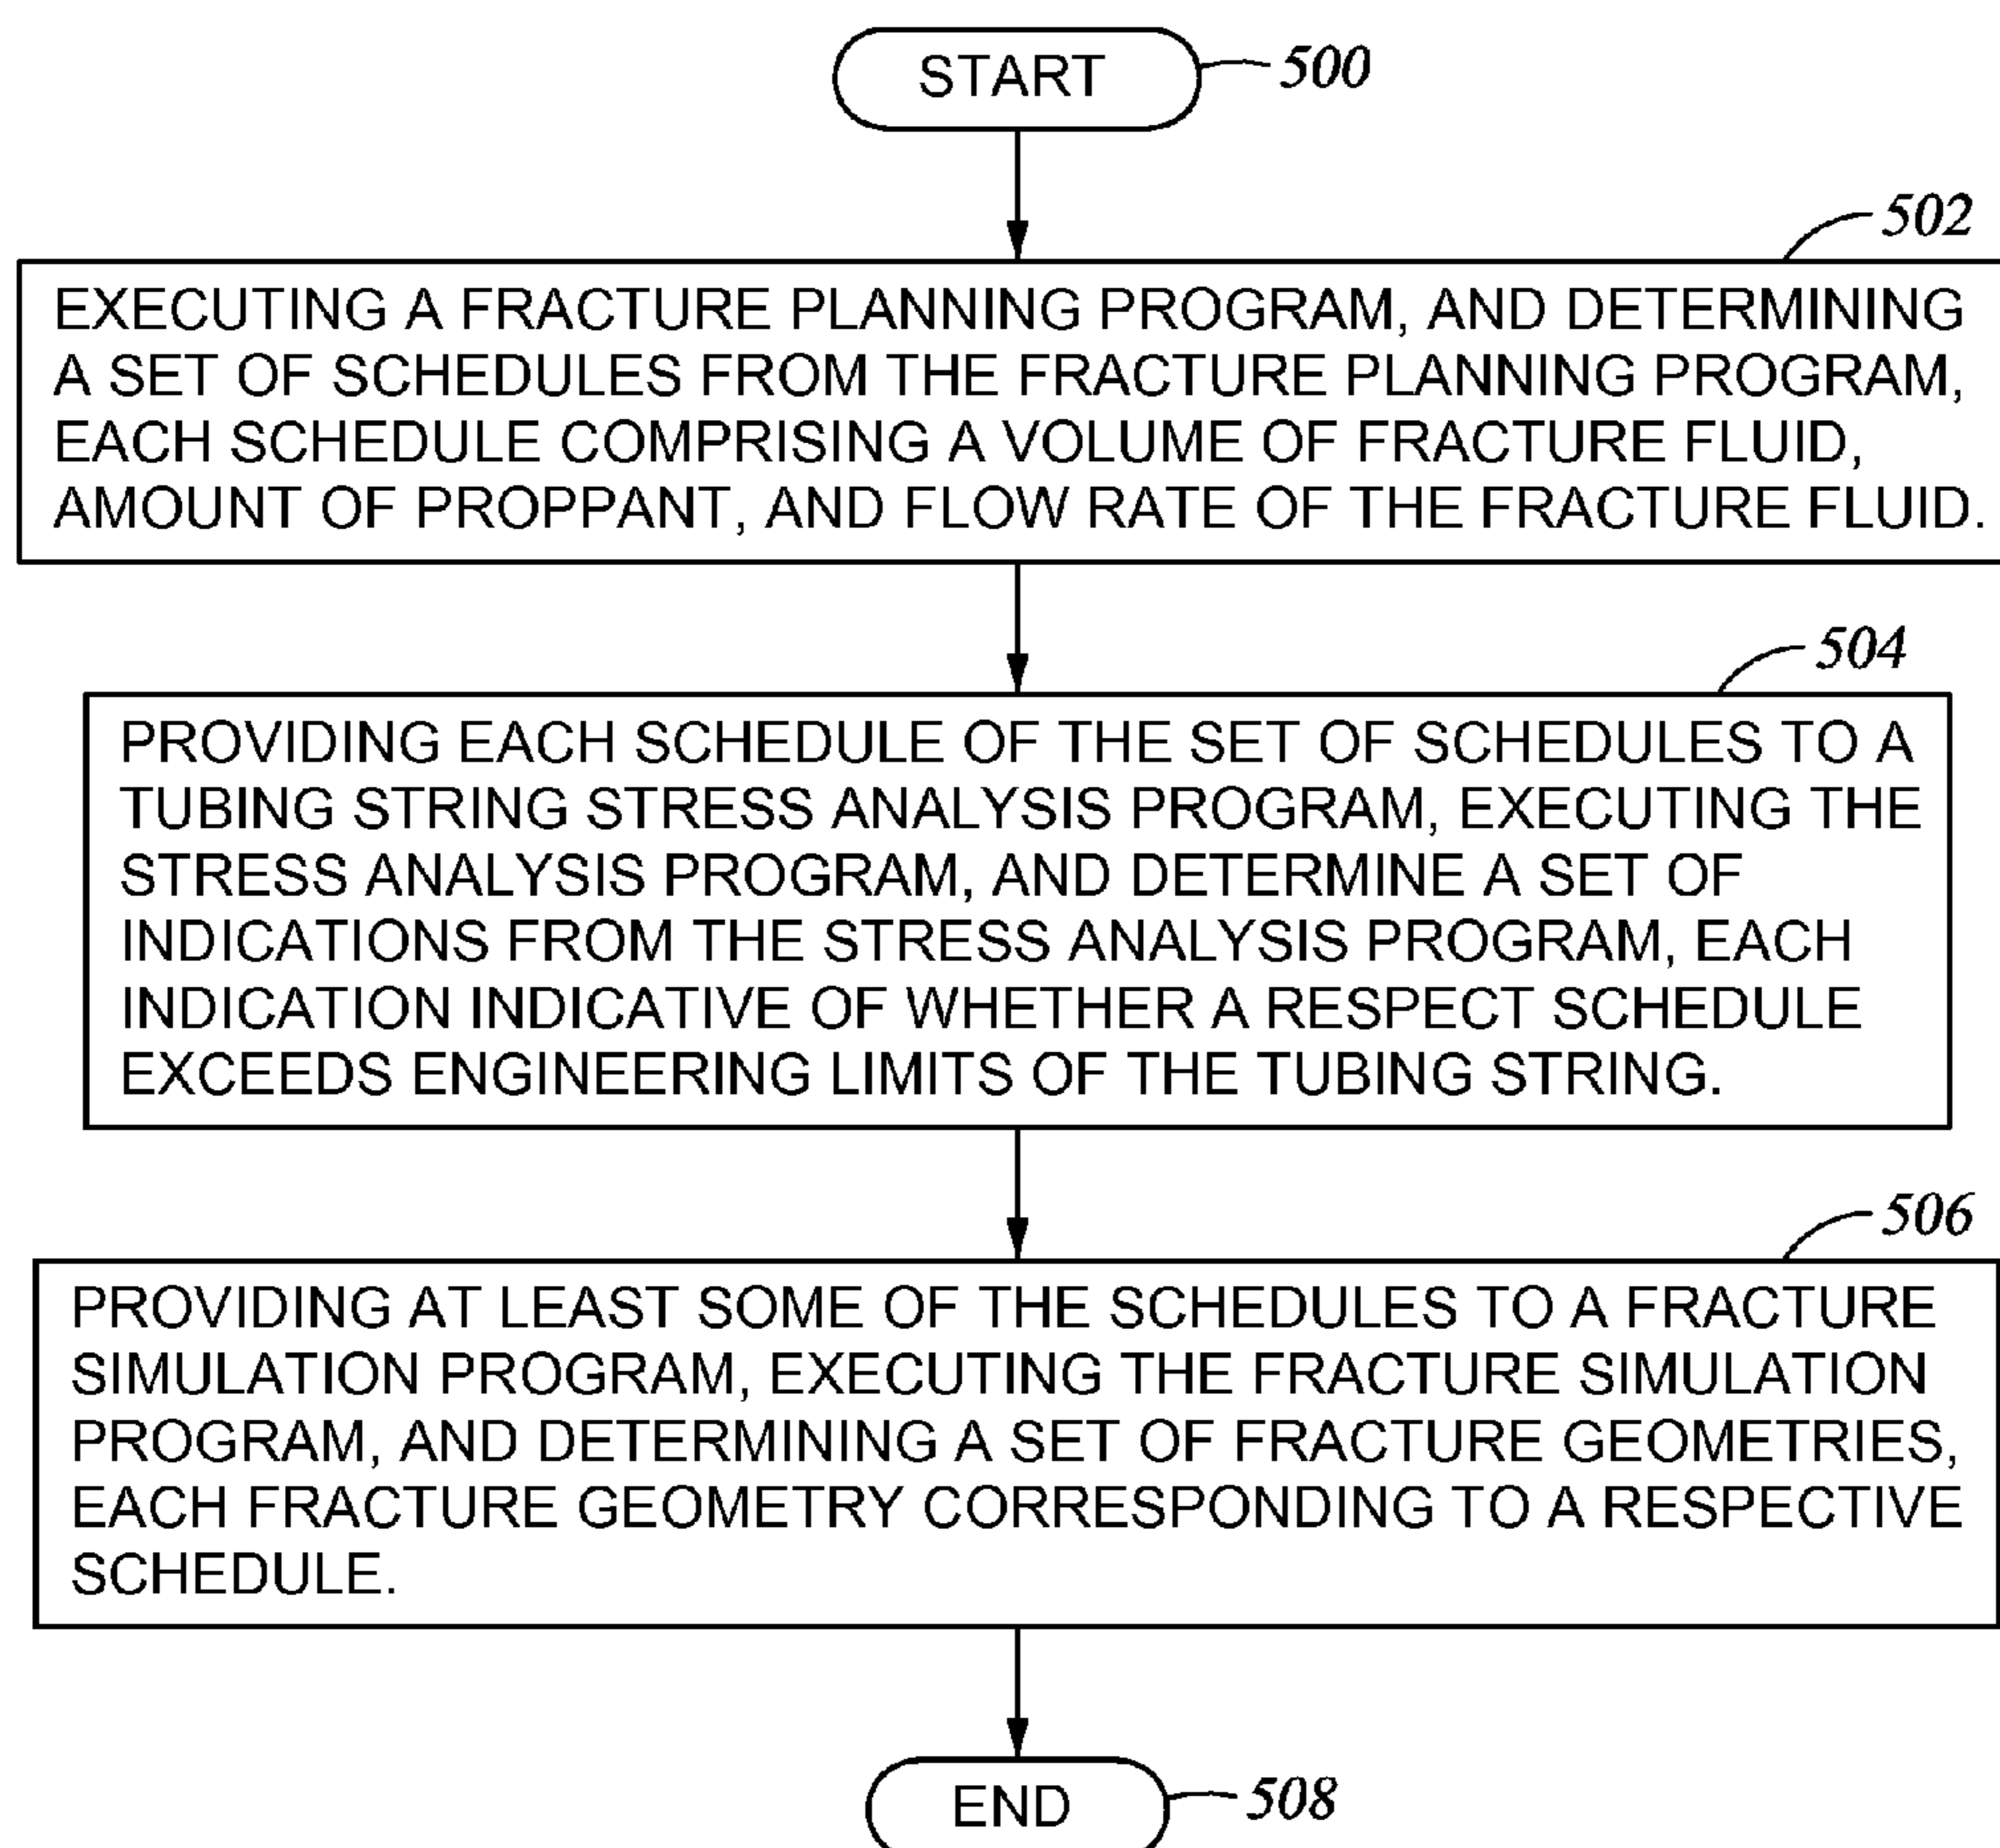 START
500
502
EXECUTING A FRACTURE PLANNING PROGRAM, AND DETERMINING
A SET OF SCHEDULES FROM THE FRACTURE PLANNING PROGRAM,
EACH SCHEDULE COMPRISING A VOLUME OF FRACTURE FLUID,
AMOUNT OF PROPPANT, AND FLOW RATE OF THE FRACTURE FLUID.
504
PROVIDING EACH SCHEDULE OF THE SET OF SCHEDULES TO A
TUBING STRING STRESS ANALYSIS PROGRAM, EXECUTING THE
STRESS ANALYSIS PROGRAM, AND DETERMINE A SET OF
INDICATIONS FROM THE STRESS ANALYSIS PROGRAM, EACH
INDICATION INDICATIVE OF WHETHER A RESPECT SCHEDULE
EXCEEDS ENGINEERING LIMITS OF THE TUBING STRING.
506
PROVIDING AT LEAST SOME OF THE SCHEDULES TO A FRACTURE
SIMULATION PROGRAM, EXECUTING THE FRACTURE SIMULATION
PROGRAM, AND DETERMINING A SET OF FRACTURE GEOMETRIES,
EACH FRACTURE GEOMETRY CORRESPONDING TO A RESPECTIVE
SCHEDULE.
END
508